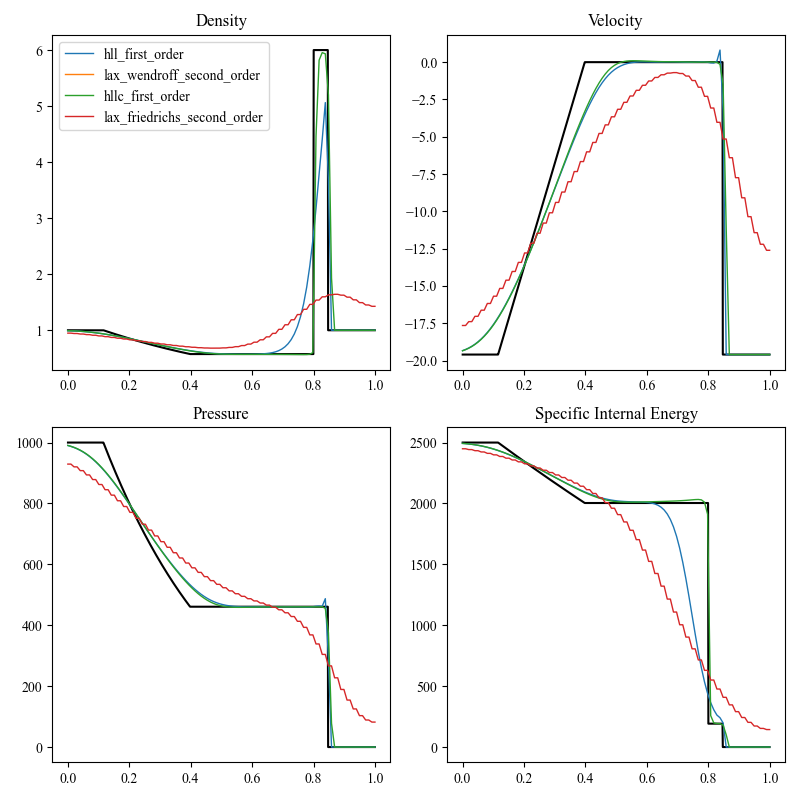 Density
6
5
4
3
2
1
0.0 0.2 0.4 0.6 0.8 1.0
hll_first_order
lax_wendroff_second_order
hllc_first_order
lax_friedrichs_second_order
Velocity
0.0
−2.5
−5.0
−7.5
−10.0
−12.5
−15.0
−17.5
−20.0
0.0 0.2 0.4 0.6 0.8 1.0
Pressure
1000
800
600
400
200
0
0.0 0.2 0.4 0.6 0.8 1.0
Specific Internal Energy
2500
2000
1500
1000
500
0
0.0 0.2 0.4 0.6 0.8 1.0